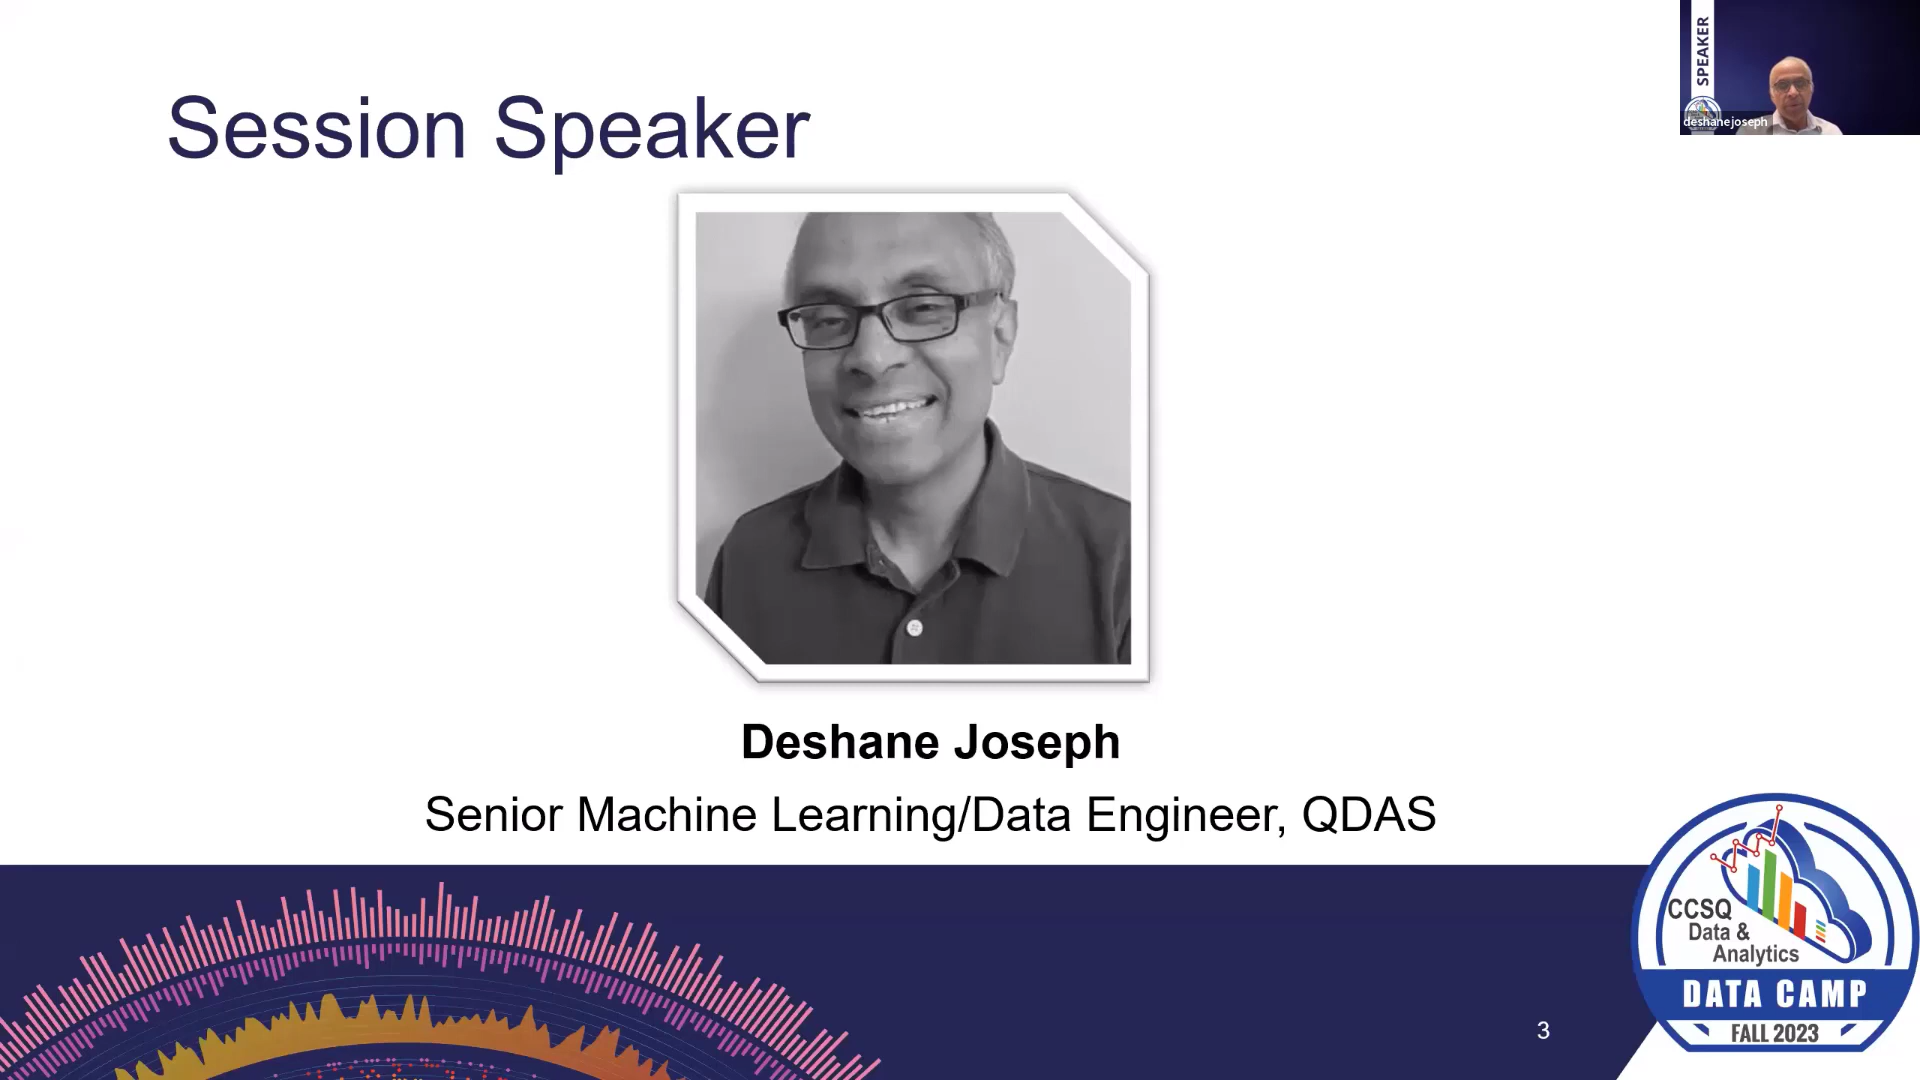 Session Speaker
SPEAKER
deshanejoseph
Deshane Joseph
Senior Machine Learning/Data Engineer, QDAS
CCSQ
Data &
Analytics
DATA CAMP
FALL 2023
3